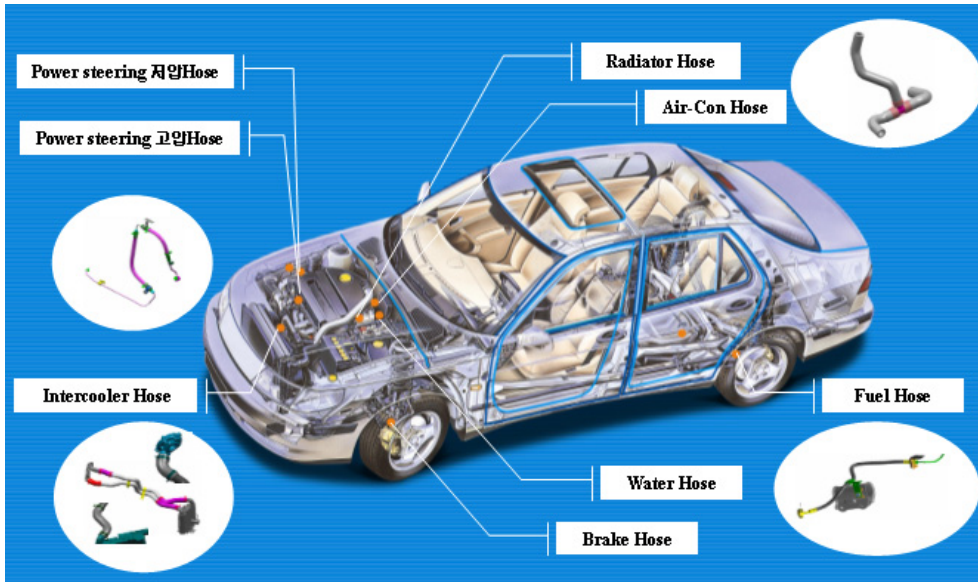 Power steering 저압Hose
Radiator Hose
Air-Con Hose
Power steering 고압Hose
Intercooler Hose
Fuel Hose
Water Hose
Brake Hose